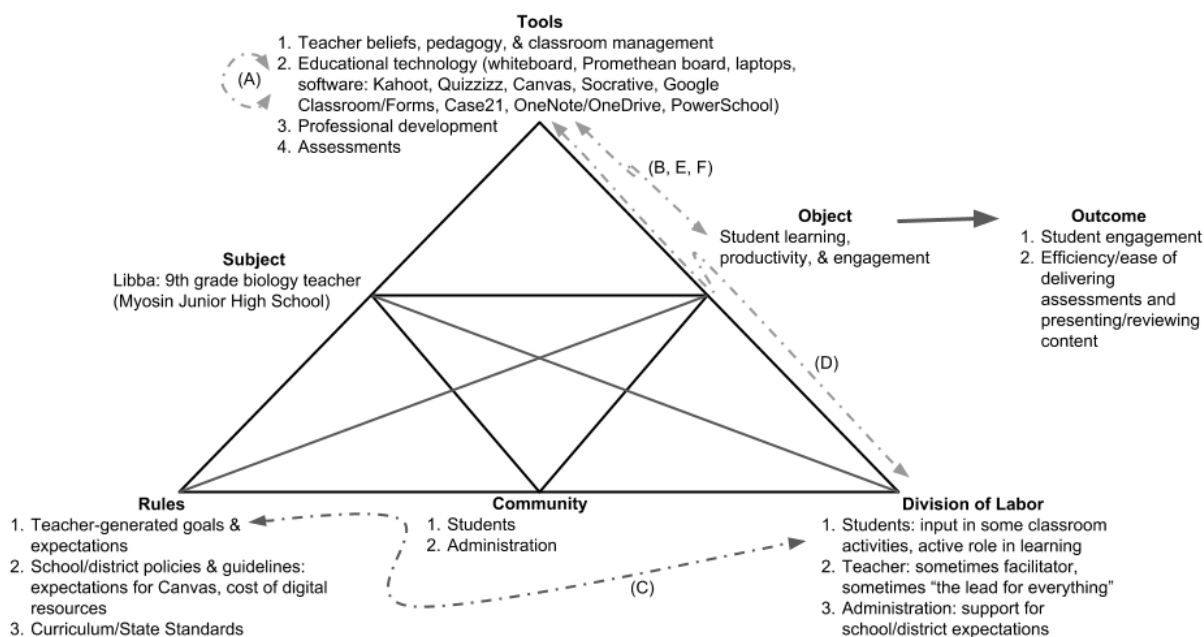 Tools
1. Teacher beliefs, pedagogy, & classroom management
2. Educational technology (whiteboard, Promethean board, laptops,
software: Kahoot, Quizzizz, Canvas, Socrative, Google
Classroom/Forms, Case21, OneNote/OneDrive, PowerSchool)
3. Professional development
4. Assessments
(A)
(B, E, F)
Object
Student learning,
productivity, & engagement
Outcome
1. Student engagement
2. Efficiency/ease of
delivering
assessments and
presenting/reviewing
content
Subject
Libba: 9th grade biology teacher
(Myosin Junior High School)
(D)
Rules
1. Teacher-generated goals &
expectations
2. School/district policies & guidelines:
expectations for Canvas, cost of digital
resources
3. Curriculum/State Standards
Community
1. Students
2. Administration
(C)
Division of Labor
1. Students: input in some classroom
activities, active role in learning
2. Teacher: sometimes facilitator,
sometimes “the lead for everything”
3. Administration: support for
school/district expectations